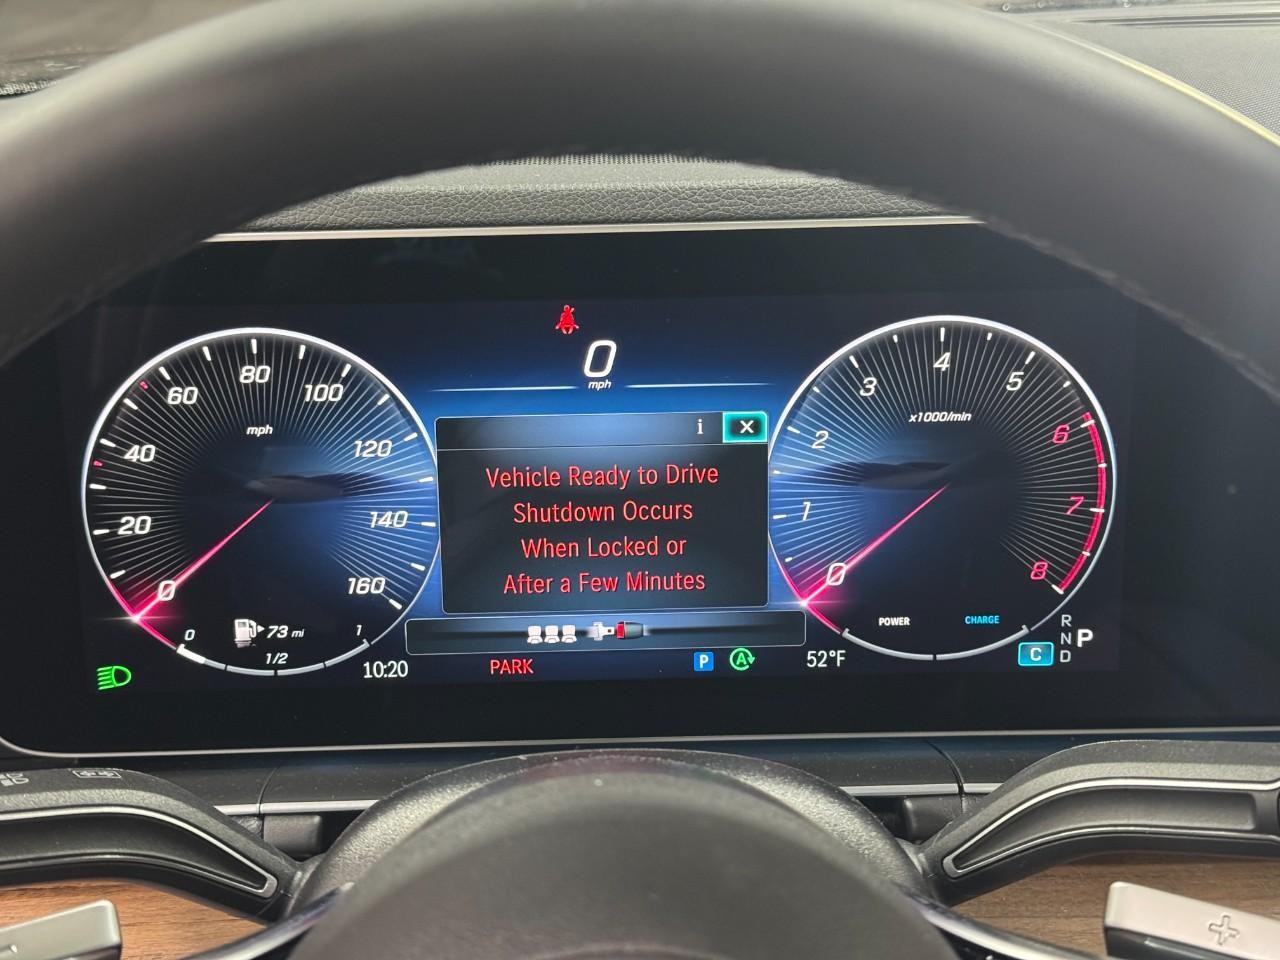 0
mph
60
80
100
40
mph
120
20
140
0
160
73 mi
0
1
1/2
10:20
i
X
Vehicle Ready to Drive
Shutdown Occurs
When Locked or
After a Few Minutes
PARK
P
A
52°F
4
3
5
x1000/min
2
6
1
7
0
8
POWER
CHARGE
R
N
P
C
D